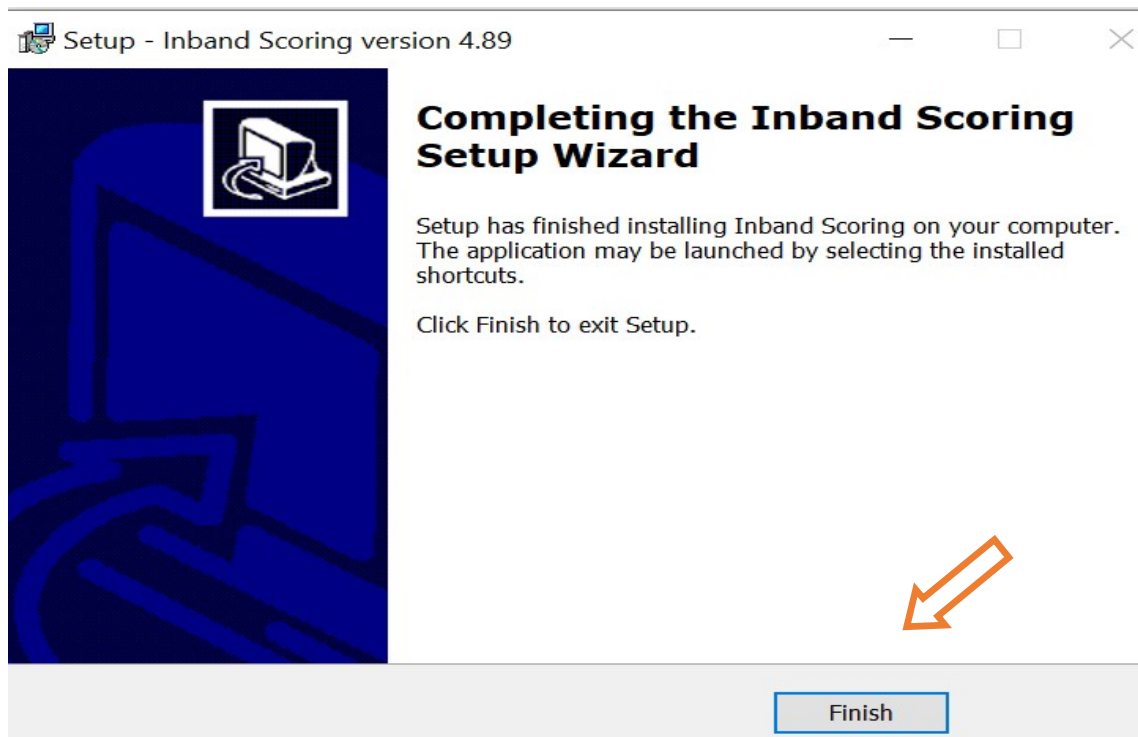 Setup - Inband Scoring version 4.89
Completing the Inband Scoring
Setup Wizard
Setup has finished installing Inband Scoring on your computer.
The application may be launched by selecting the installed
shortcuts.
Click Finish to exit Setup.
Finish